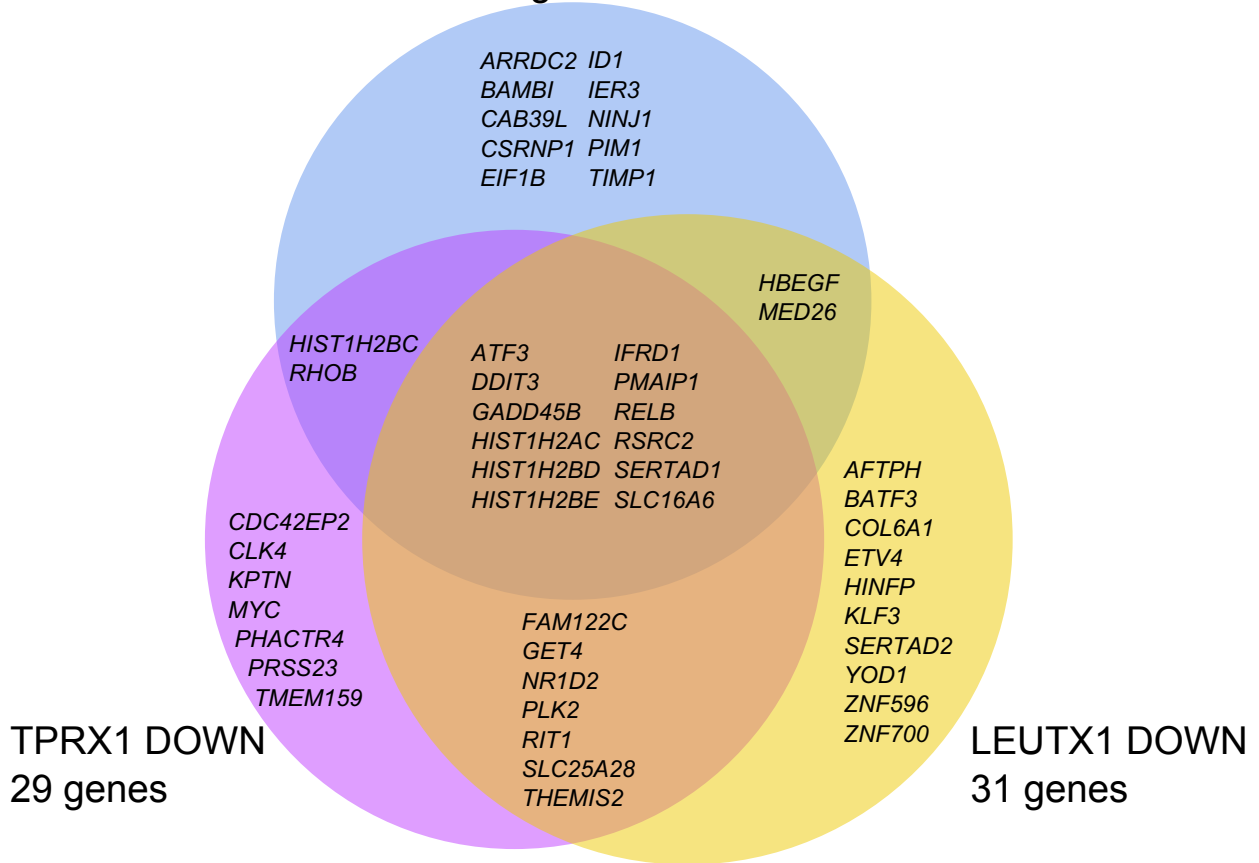 ARRDC2 ID1
BAMBI IER3
CAB39L NINJ1
CSRNP1 PIM1
EIF1B TIMP1
HBEGF
MED26
HIST1H2BC
RHOB
ATF3 IFRD1
DDIT3 PMAIP1
GADD45B RELB
HIST1H2AC RSRC2
HIST1H2BD SERTAD1
HIST1H2BE SLC16A6
AFTPH
BATF3
COL6A1
ETV4
HINFP
KLF3
SERTAD2
YOD1
ZNF596
ZNF700
CDC42EP2
CLK4
KPTN
MYC
PHACTR4
PRSS23
TMEM159
FAM122C
GET4
NR1D2
PLK2
RIT1
SLC25A28
THEMIS2
TPRX1 DOWN
29 genes
LEUTX1 DOWN
31 genes